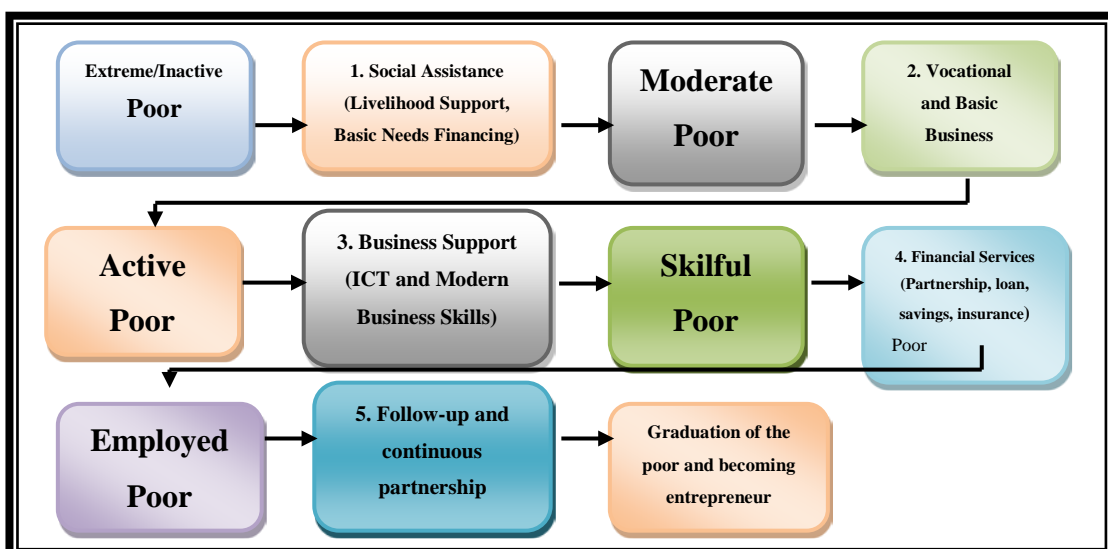 Extreme/Inactive
Poor
1. Social Assistance
(Livelihood Support,
Basic Needs Financing)
Moderate
Poor
2. Vocational
and Basic
Business
Active
Poor
3. Business Support
(ICT and Modern
Business Skills)
Skilful
Poor
4. Financial Services
(Partnership, loan,
savings, insurance)
Poor
Employed
Poor
5. Follow-up and
continuous
partnership
Graduation of the
poor and becoming
entrepreneur